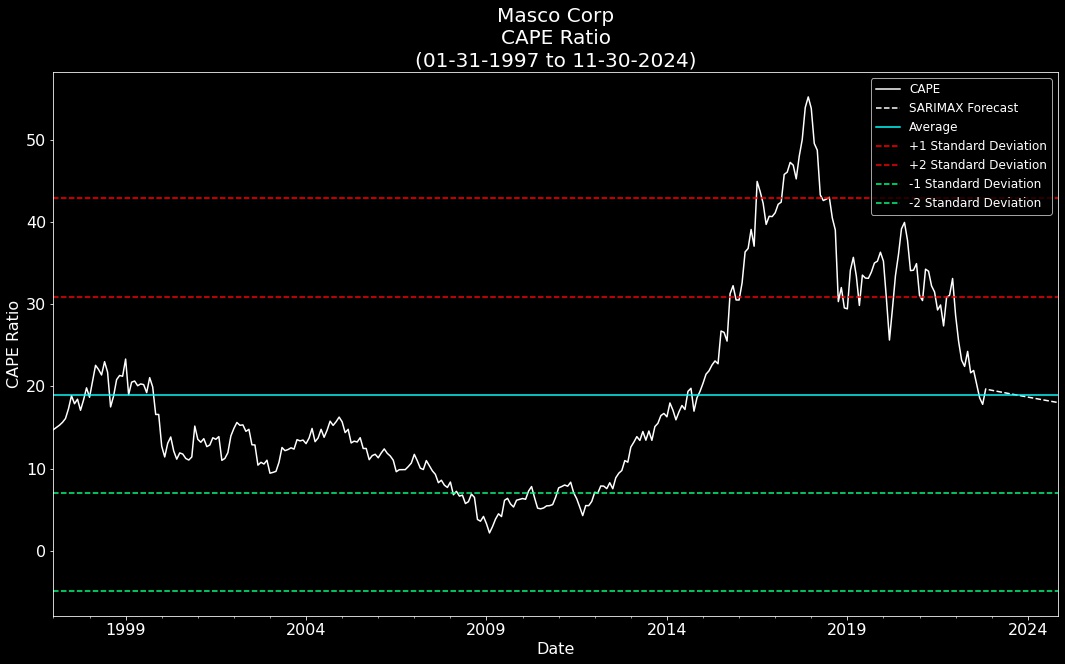 Masco Corp
CAPE Ratio
(01-31-1997 to 11-30-2024)
CAPE
SARIMAX Forecast
Average
+1 Standard Deviation
+2 Standard Deviation
-1 Standard Deviation
-2 Standard Deviation
CAPE Ratio
50
40
30
20
10
0
1999
2004
2009
2014
2019
2024
Date